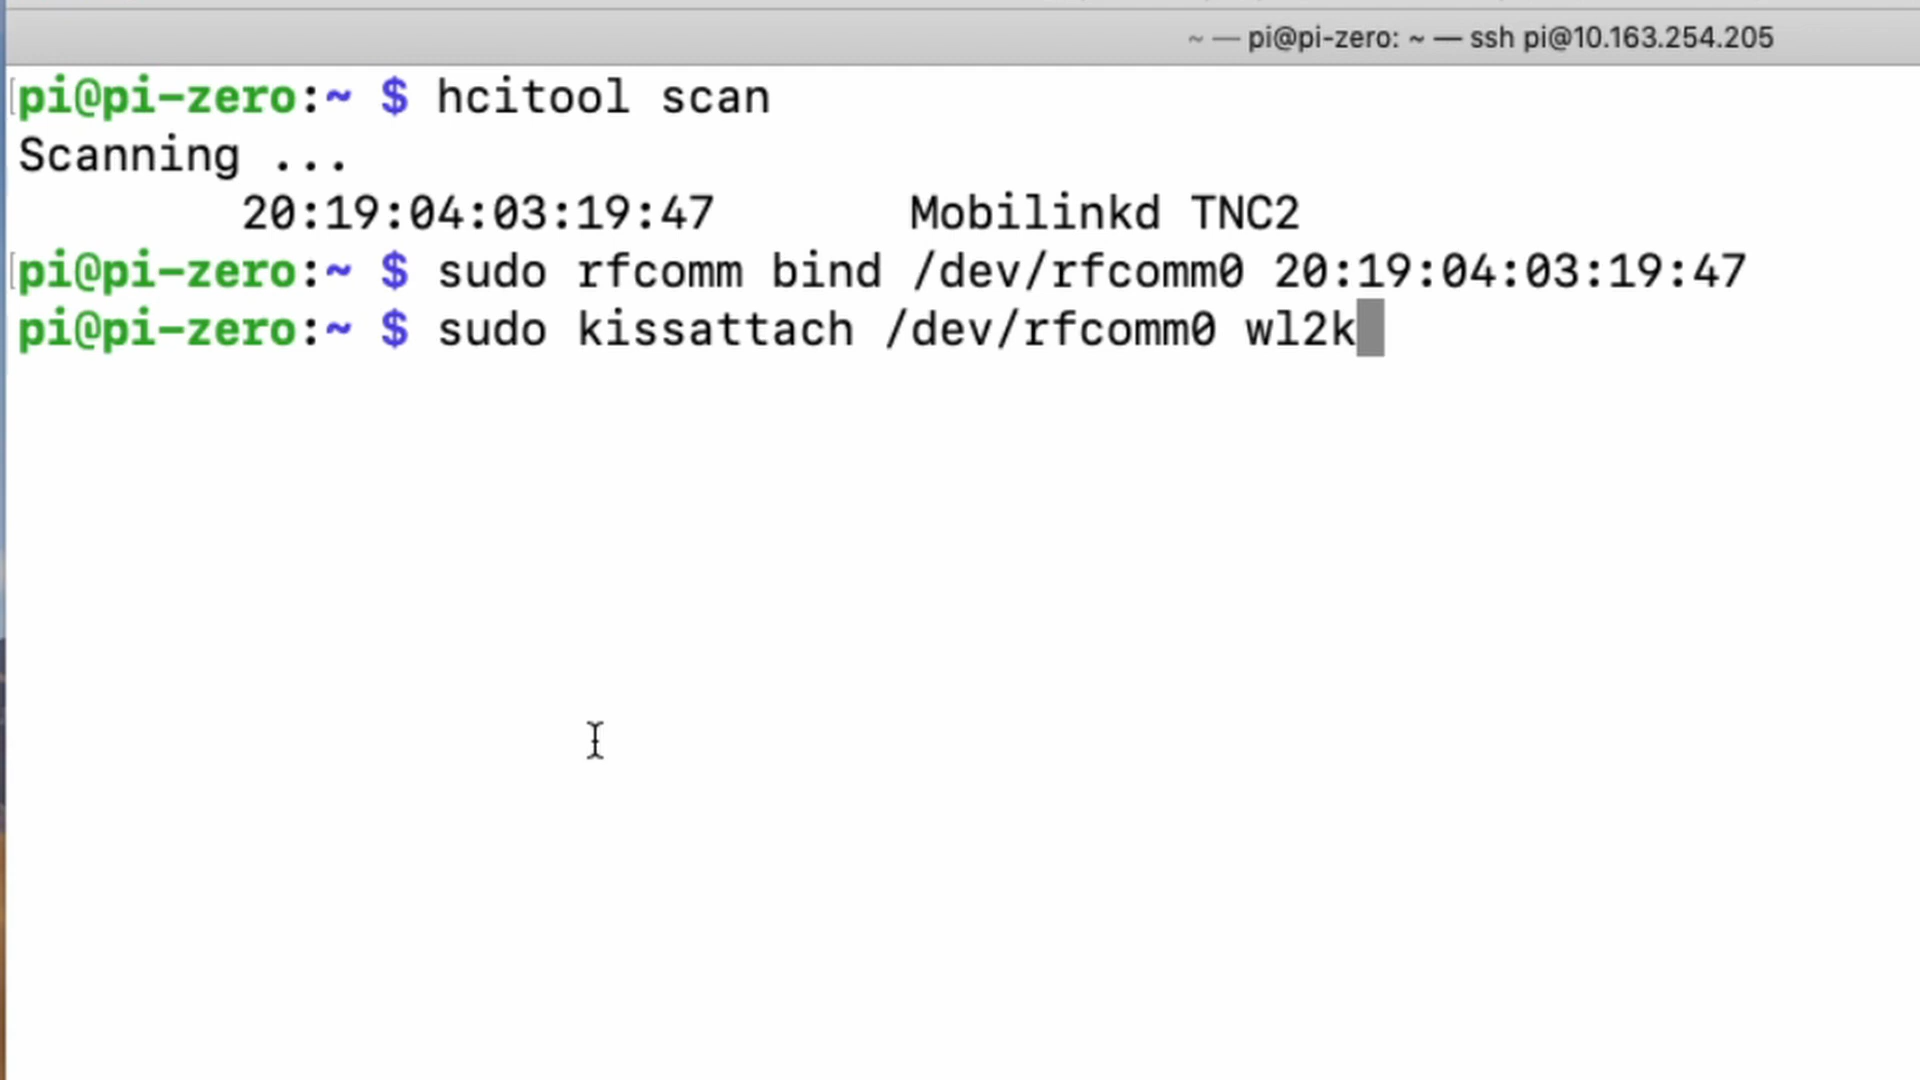 ~ — pi@pi-zero: ~ — ssh pi@10.163.254.205
pi@pi-zero:~ $ hcitool scan
Scanning ...
20:19:04:03:19:47 Mobilinkd TNC2
pi@pi-zero:~ $ sudo rfcomm bind /dev/rfcomm0 20:19:04:03:19:47
pi@pi-zero:~ $ sudo kissattach /dev/rfcomm0 wl2k